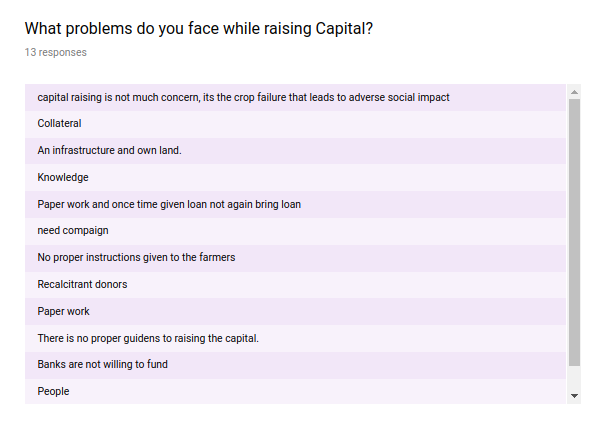 What problems do you face while raising Capital?
13 responses
capital raising is not much concern, its the crop failure that leads to adverse social impact
Collateral
An infrastructure and own land.
Knowledge
Paper work and once time given loan not again bring loan
need compaign
No proper instructions given to the farmers
Recalcitrant donors
Paper work
There is no proper guidens to raising the capital.
Banks are not willing to fund
People